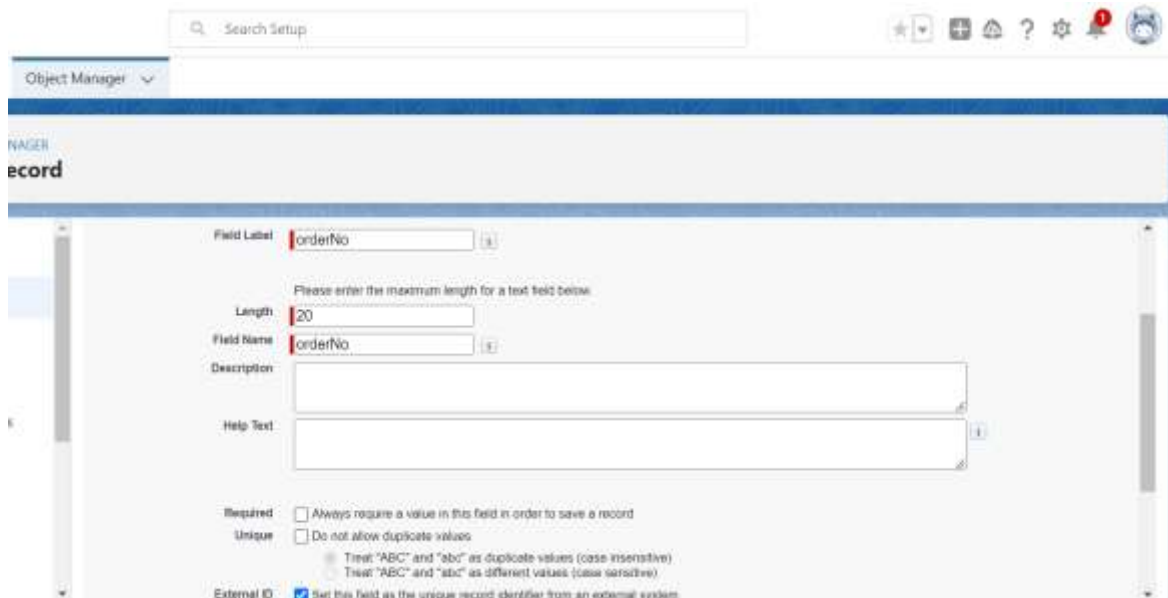 Search Setup
1
Object Manager
NAGER
ecord
Field Label orderNo
Please enter the maximum length for a text field below.
Length 20
Field Name orderNo
Description
Help Text
Required Always require a value in this field in order to save a record
Unique Do not allow duplicate values
Treat "ABC" and "abc" as duplicate values (case insensitive)
Treat "ABC" and "abc" as different values (case sensitive)
External ID Set this field as the unique record identifier from an external system